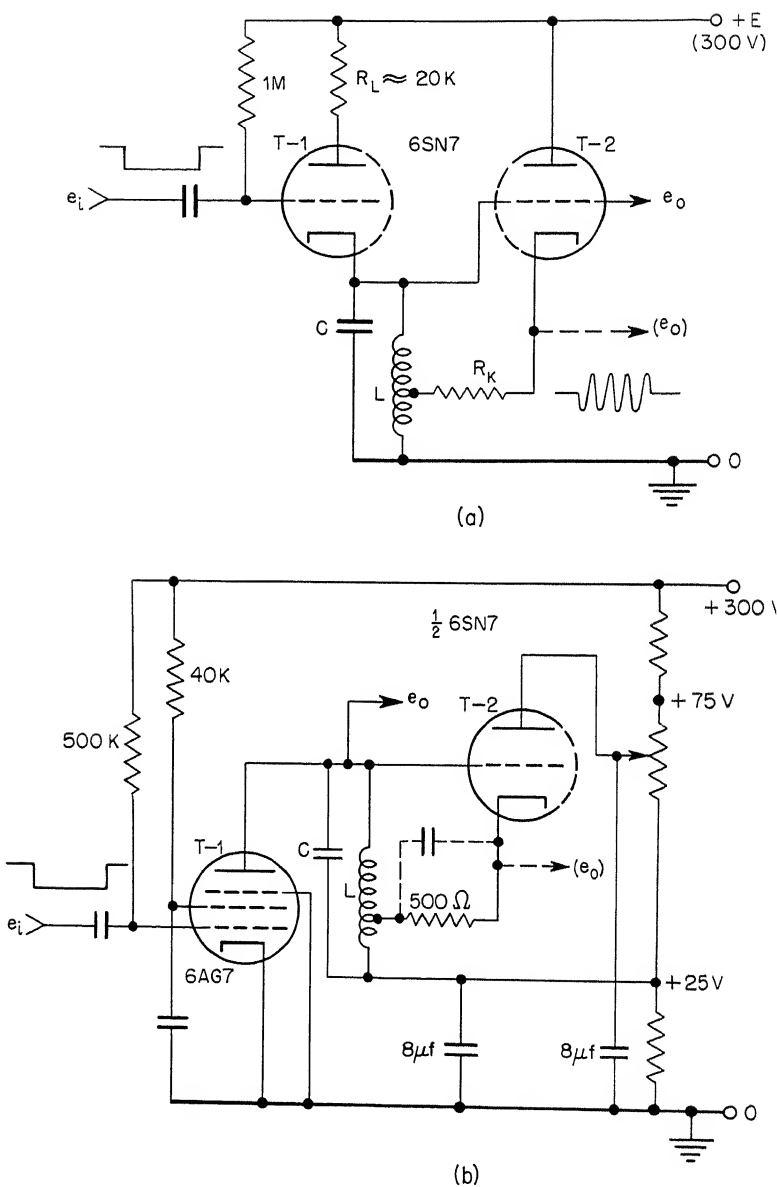 +E
(300 V)
1M
R_L ≈ 20K
T-1
6SN7
T-2
e_i
e_o
C
(e_o)
R_K
L
0
(a)
+300 V
½ 6SN7
40K
e_o
T-2
+75 V
500 K
T-1
C
L
(e_o)
500 Ω
e_i
6AG7
+25 V
8μf
8μf
0
(b)